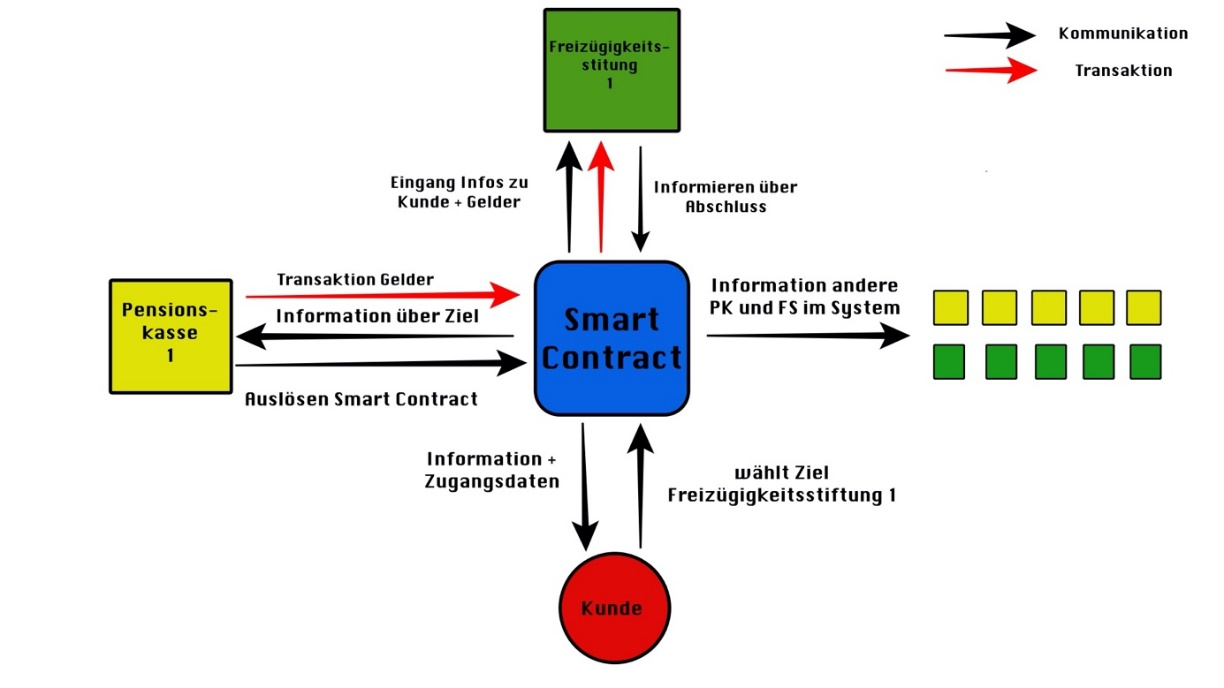 Freizügigkeits-
stitung
1
Kommunikation
Transaktion
Eingang Infos zu
Kunde + Gelder
Informieren über
Abschluss
Pensions-
kasse
1
Transaktion Gelder
Information über Ziel
Auslösen Smart Contract
Smart
Contract
Information andere
PK und FS im System
Information +
Zugangsdaten
wählt Ziel
Freizügigkeitsstiftung 1
Kunde